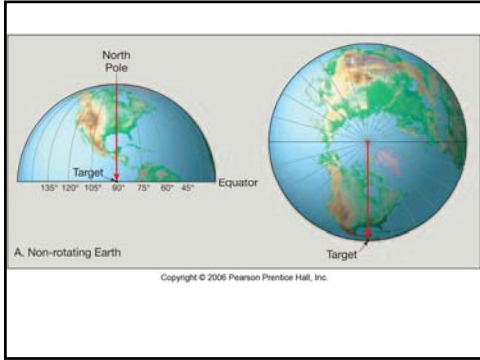 North
Pole
Target
135° 120° 105° 90° 75° 60° 45°
Equator
A. Non-rotating Earth
Target
Copyright © 2006 Pearson Prentice Hall, Inc.